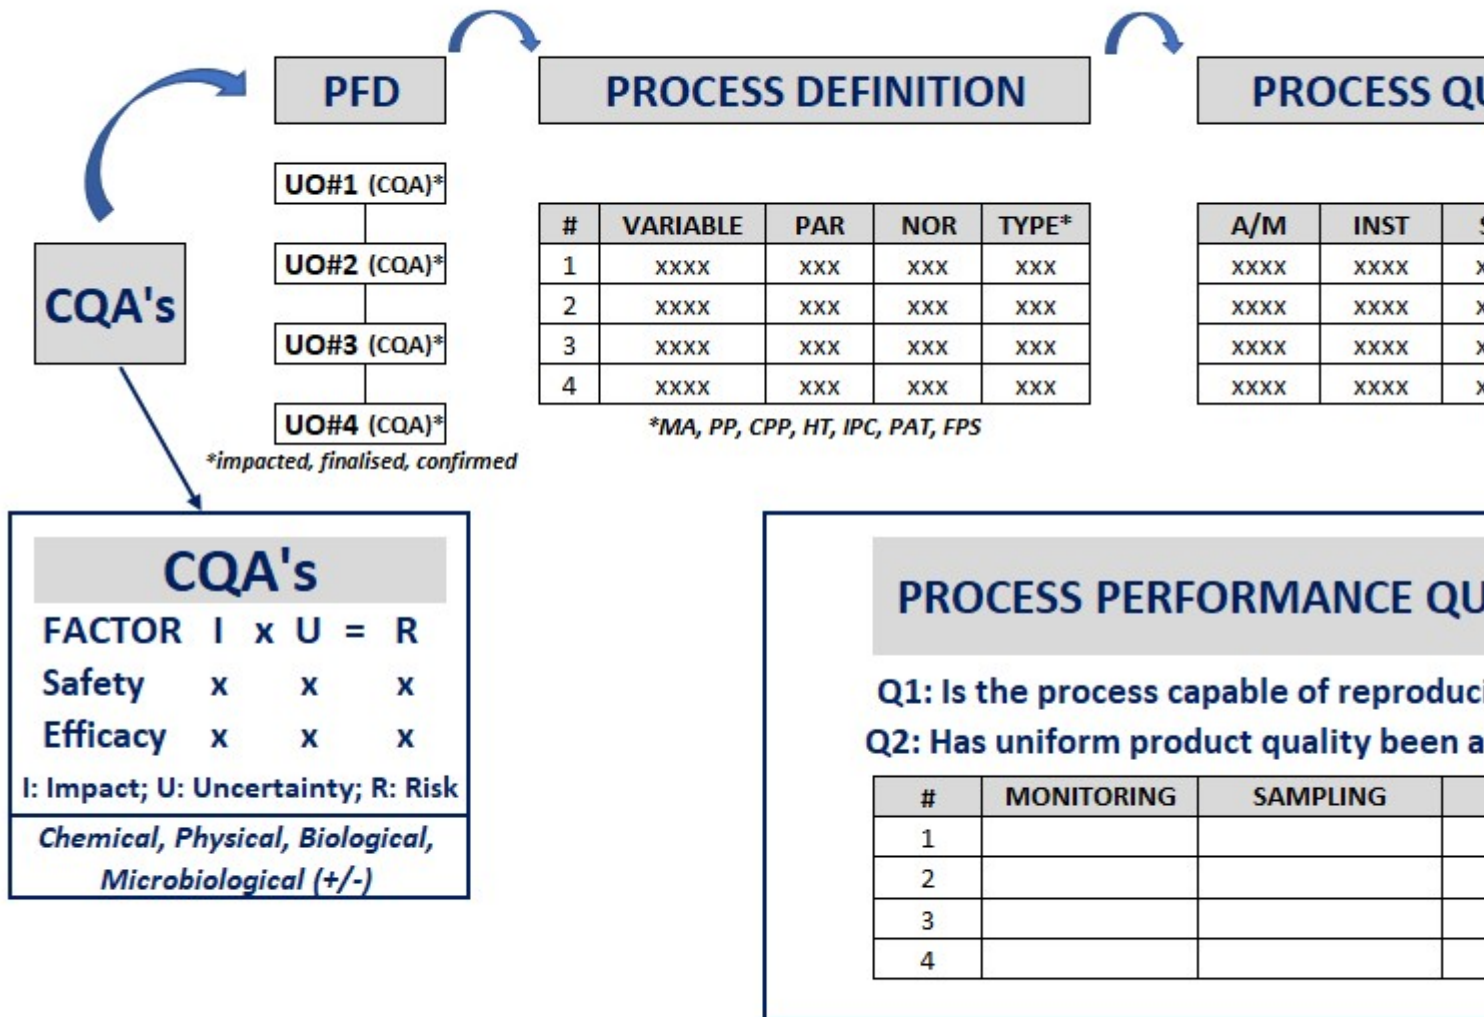 PFD
PROCESS DEFINITION
PROCESS
UO#1 (CQA)*
UO#2 (CQA)*
UO#3 (CQA)*
UO#4 (CQA)*
*impacted, finalised, confirmed
CQA's
# VARIABLE PAR NOR TYPE*
1 xxxx xxx xxx xxx
2 xxxx xxx xxx xxx
3 xxxx xxx xxx xxx
4 xxxx xxx xxx xxx
*MA, PP, CPP, HT, IPC, PAT, FPS
A/M INST
xxxx xxxx
xxxx xxxx
xxxx xxxx
xxxx xxxx
CQA's
FACTOR I x U = R
Safety x x x
Efficacy x x x
I: Impact; U: Uncertainty; R: Risk
Chemical, Physical, Biological,
Microbiological (+/-)
PROCESS PERFORMANCE
Q1: Is the process capable of
Q2: Has uniform product quality been
# MONITORING SAMPLING
1
2
3
4